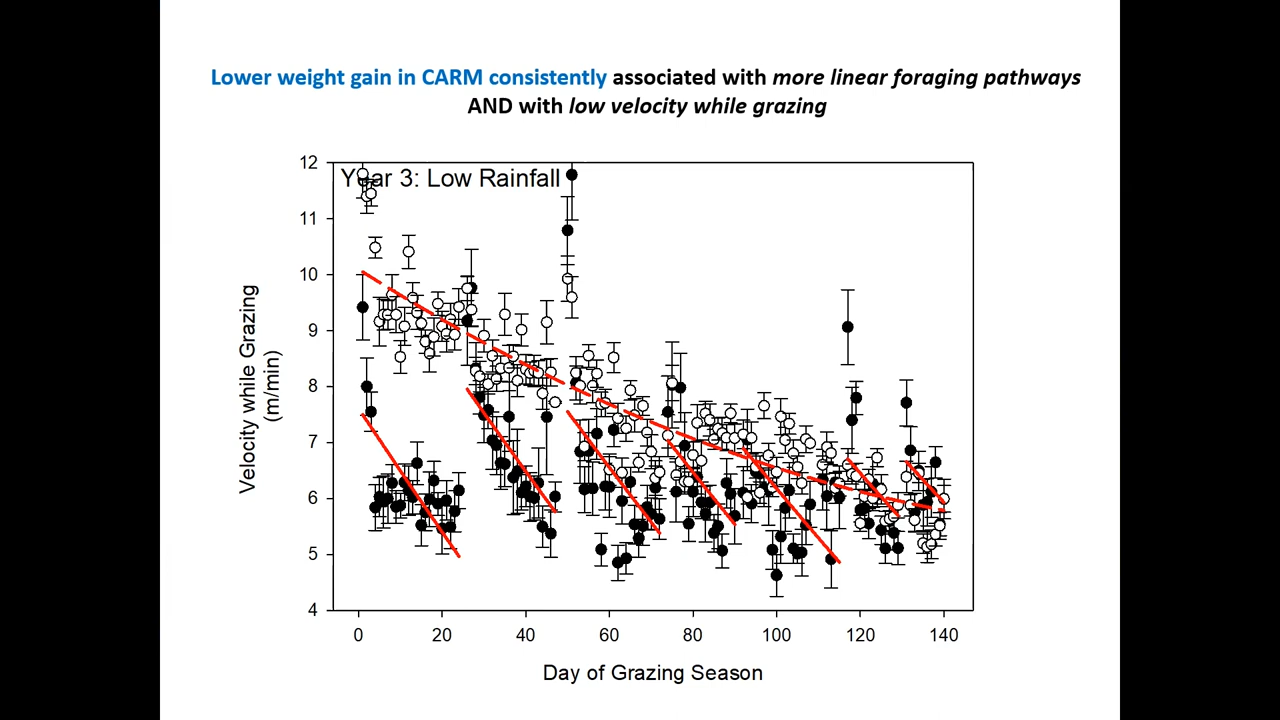 Lower weight gain in CARM consistently associated with more linear foraging pathways
AND with low velocity while grazing
Year 3: Low Rainfall
Velocity while Grazing
(m/min)
12
11
10
9
8
7
6
5
4
0 20 40 60 80 100 120 140
Day of Grazing Season